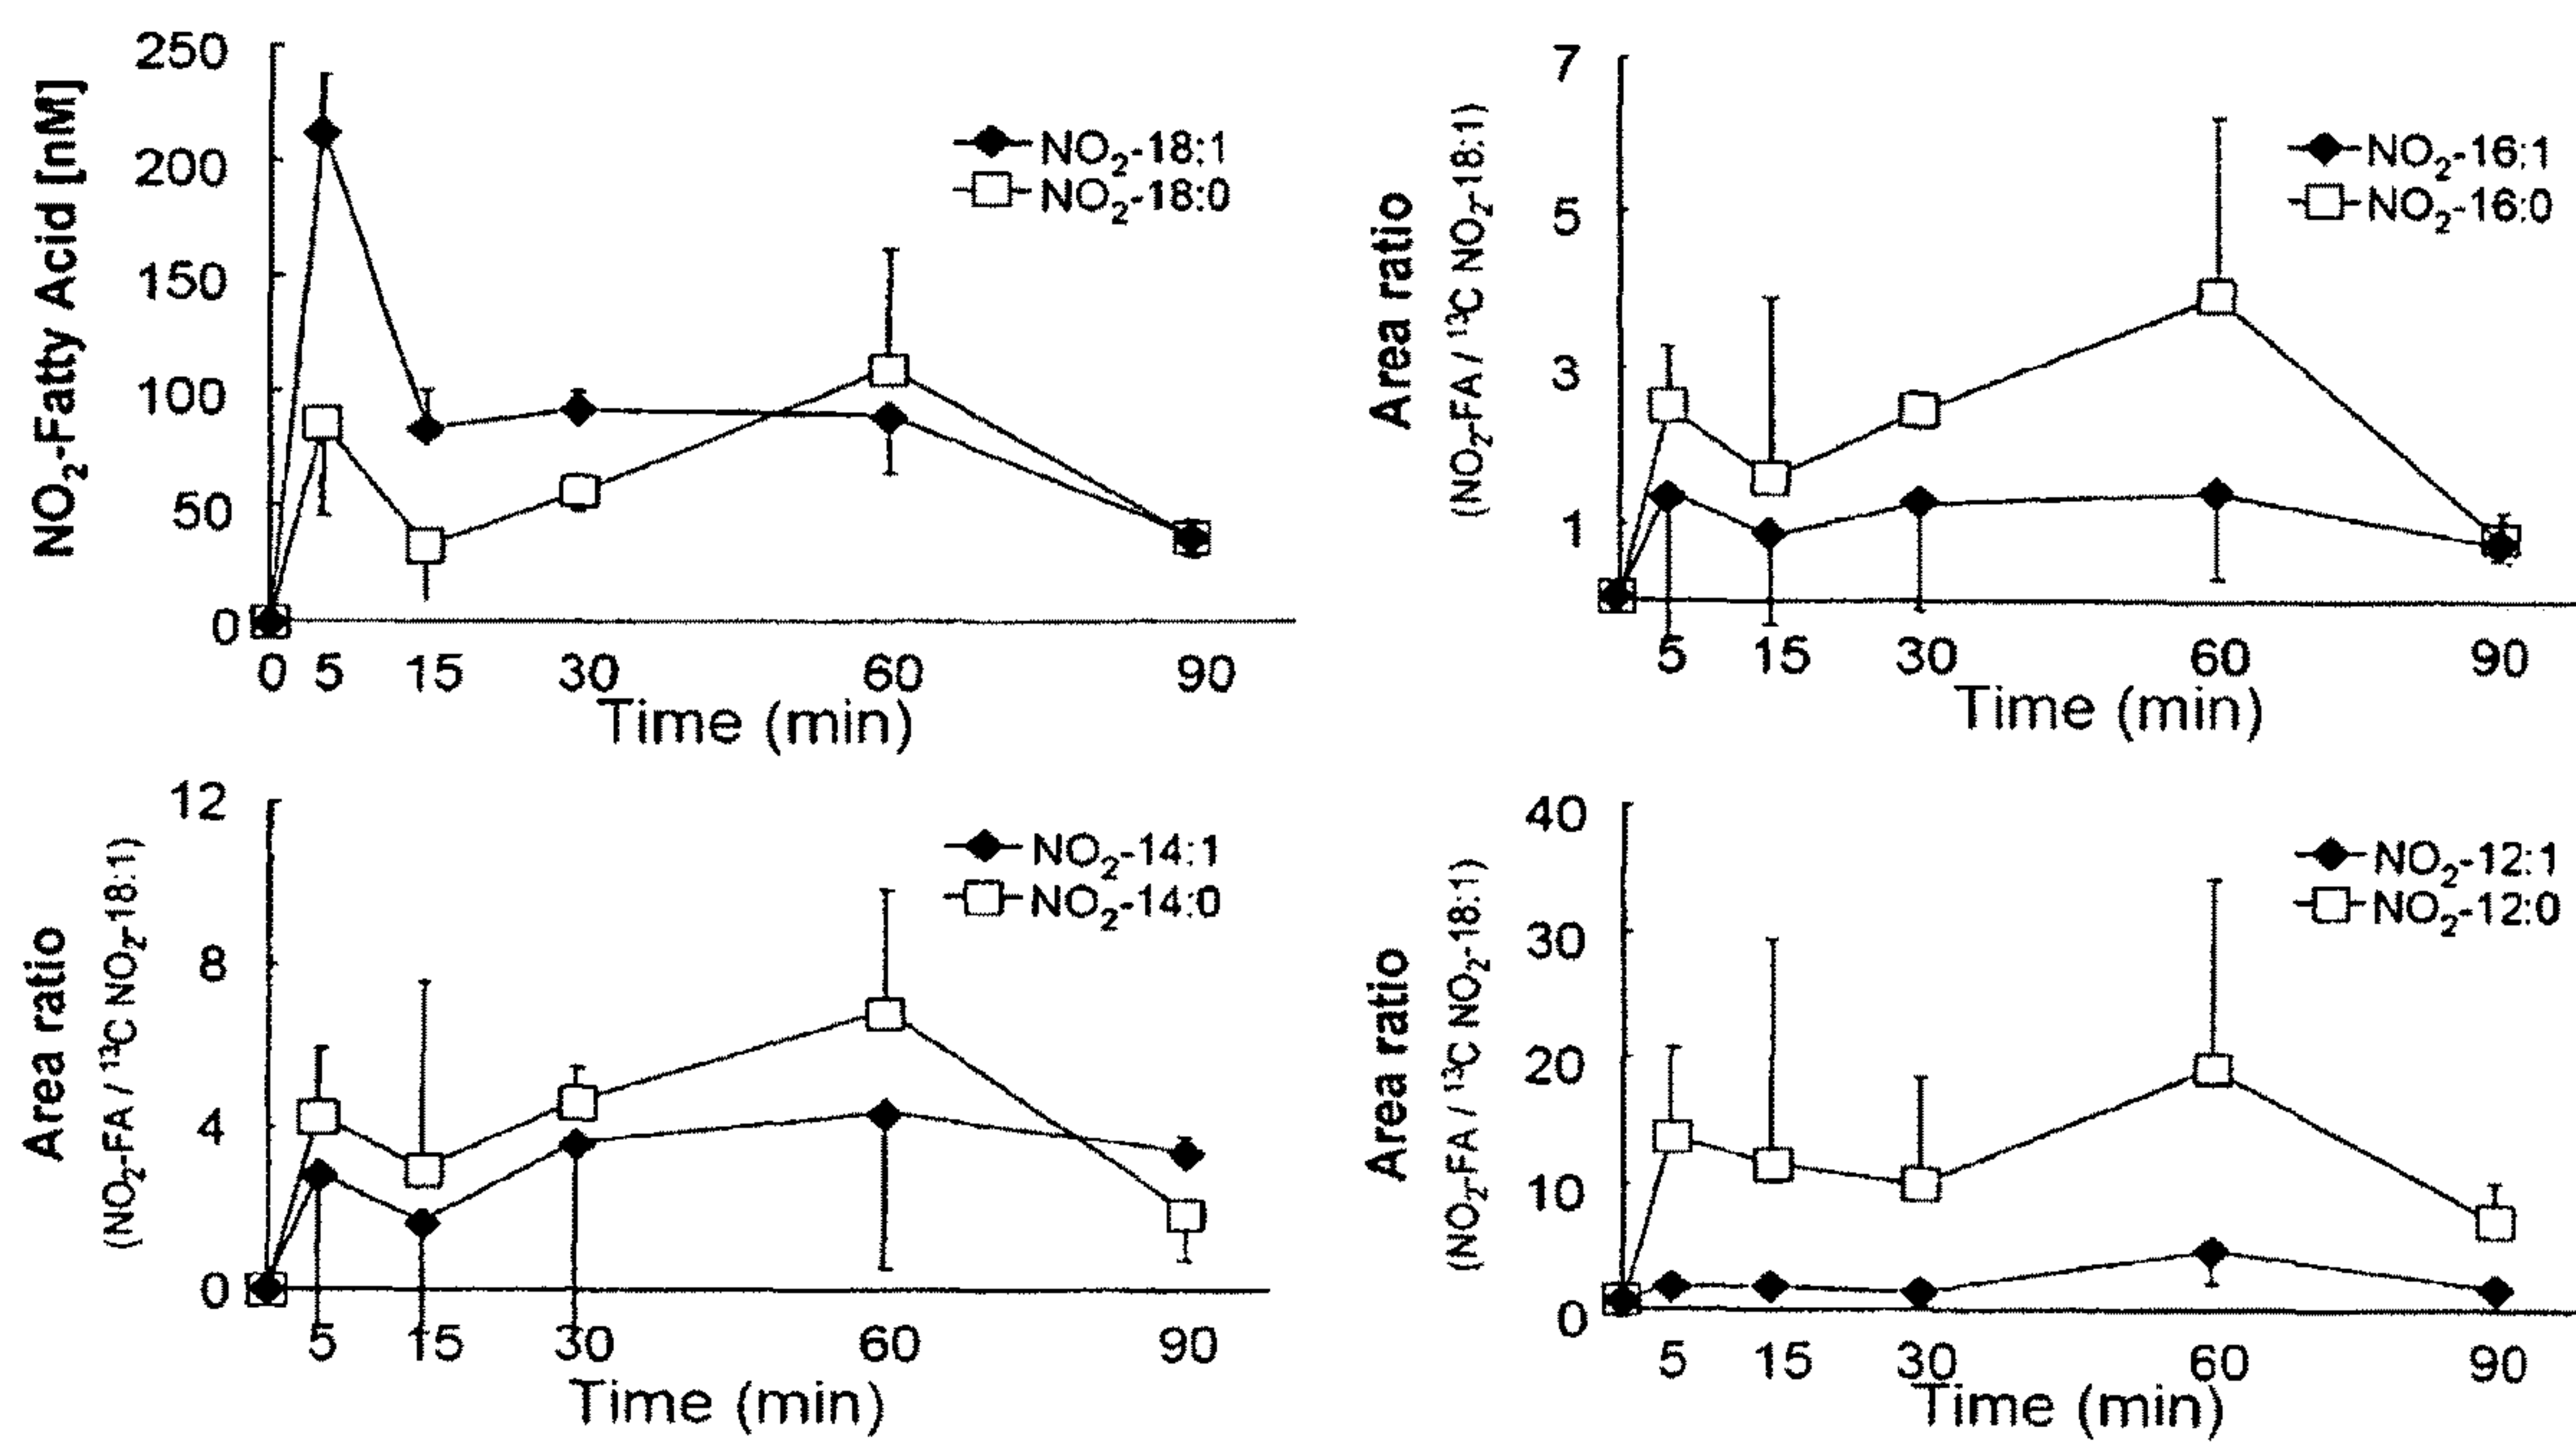 250
200
150
100
50
0
NO₂-Fatty Acid [nM]
NO₂-18:1
NO₂-18:0
0 5 15 30 60 90
Time (min)
7
5
3
1
Area ratio
(NO₂-FA / ¹³C NO₂-18:1)
NO₂-16:1
NO₂-16:0
5 15 30 60 90
Time (min)
12
8
4
0
Area ratio
(NO₂-FA / ¹³C NO₂-18:1)
NO₂-14:1
NO₂-14:0
5 15 30 60 90
Time (min)
40
30
20
10
0
Area ratio
(NO₂-FA / ¹³C NO₂-18:1)
NO₂-12:1
NO₂-12:0
5 15 30 60 90
Time (min)